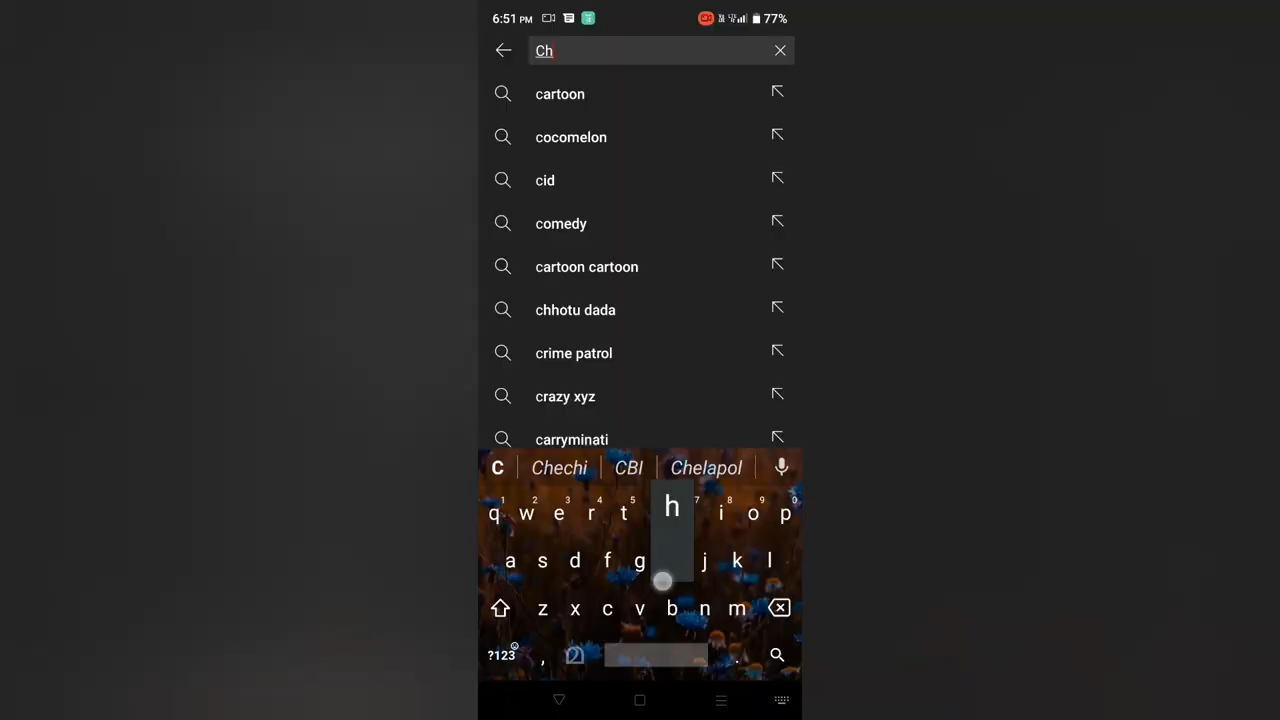 6:51 PM 77%
Ch
cartoon
cocomelon
cid
comedy
cartoon cartoon
chhotu dada
crime patrol
crazy xyz
carryminati
C Chechi CBI Chelapol
1 2 3 4 5 7 8 9 0
q w e r t h i o p
a s d f g j k l
z x c v b n m
?123 , .